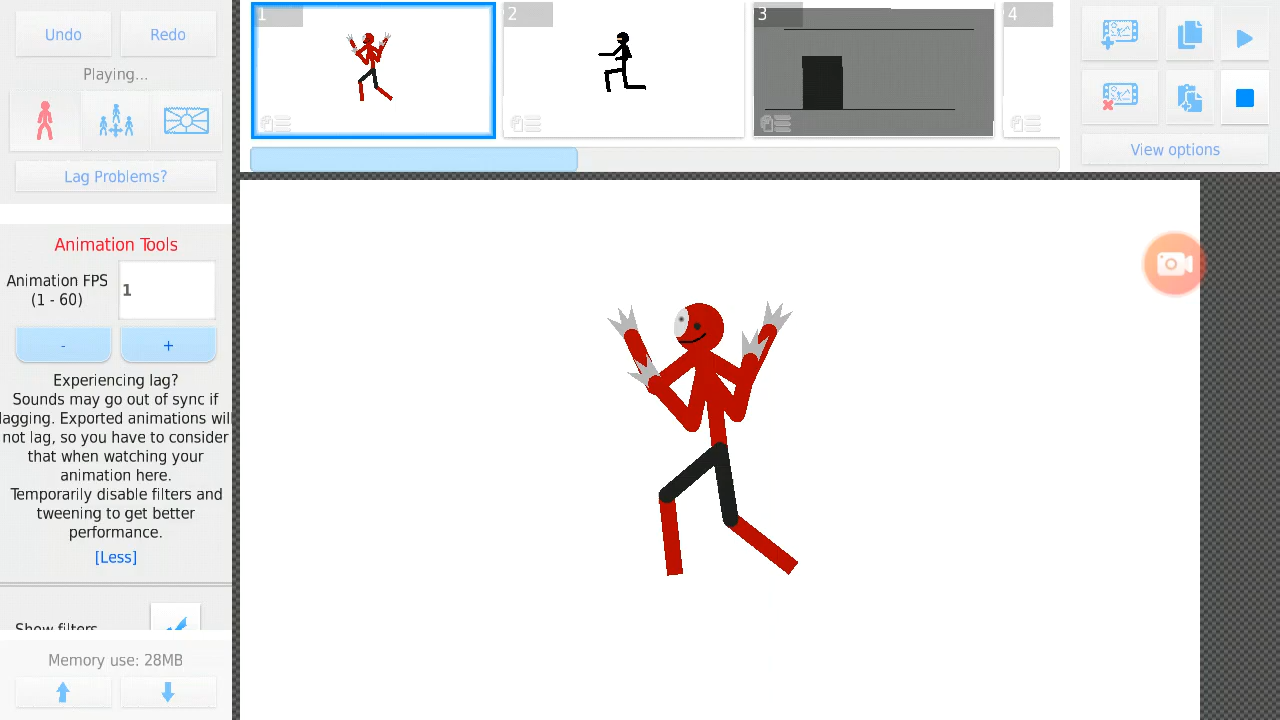 Undo
Redo
Playing...
Lag Problems?
Animation Tools
Animation FPS
(1 - 60)
1
-
+
Experiencing lag?
Sounds may go out of sync if
lagging. Exported animations will
not lag, so you have to consider
that when watching your
animation here.
Temporarily disable filters and
tweening to get better
performance.
[Less]
Show filters
Memory use: 28MB
1
2
3
4
View options